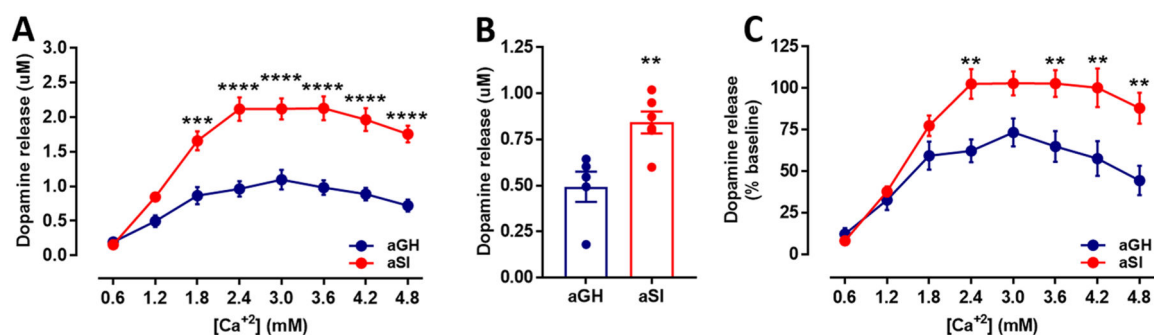 A
Dopamine release (uM)
3.0
2.5
2.0
1.5
1.0
0.5
0.0
***
****
****
****
****
****
aGH
aSI
0.6 1.2 1.8 2.4 3.0 3.6 4.2 4.8
[Ca+2] (mM)
B
Dopamine release (uM)
1.25
1.00
0.75
0.50
0.25
0.00
**
aGH aSI
C
Dopamine release
(% baseline)
125
100
75
50
25
0
**
**
**
**
aGH
aSI
0.6 1.2 1.8 2.4 3.0 3.6 4.2 4.8
[Ca+2] (mM)